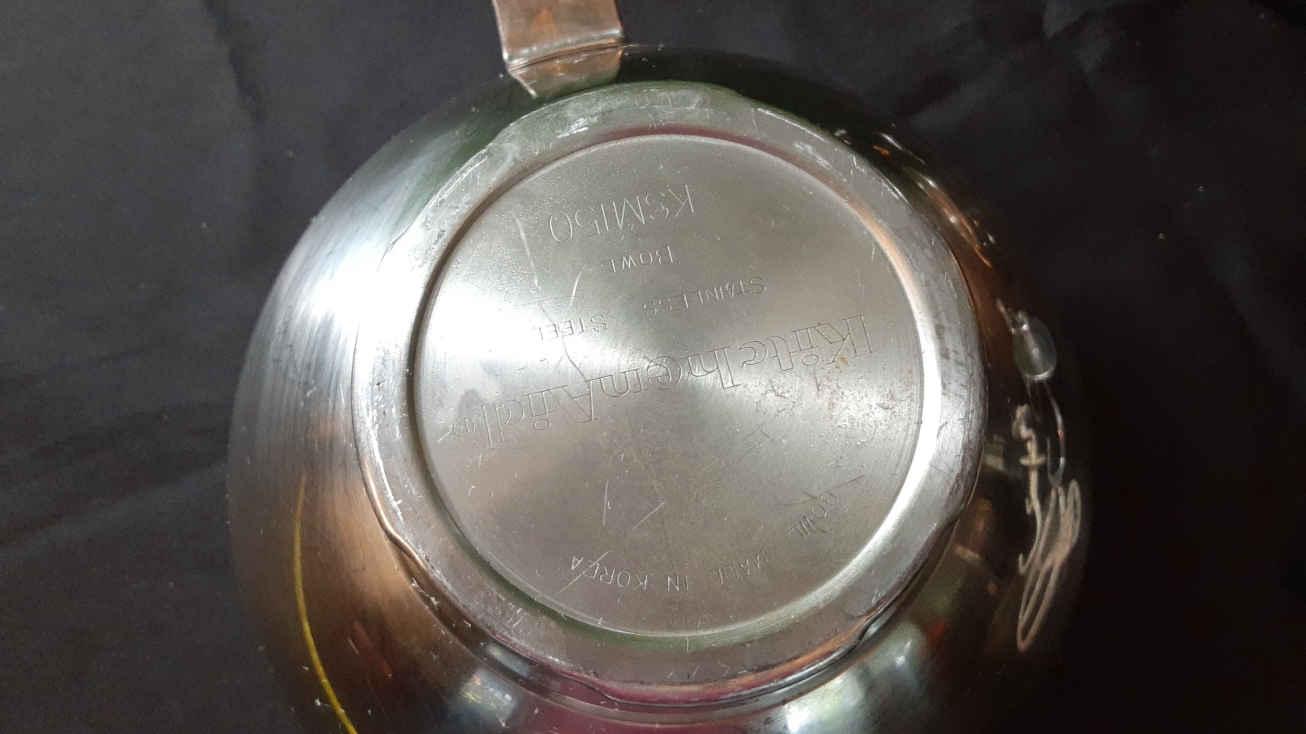 MADE IN KOREA
KitchenAid
STAINLESS STEEL
BOWL
KSM150